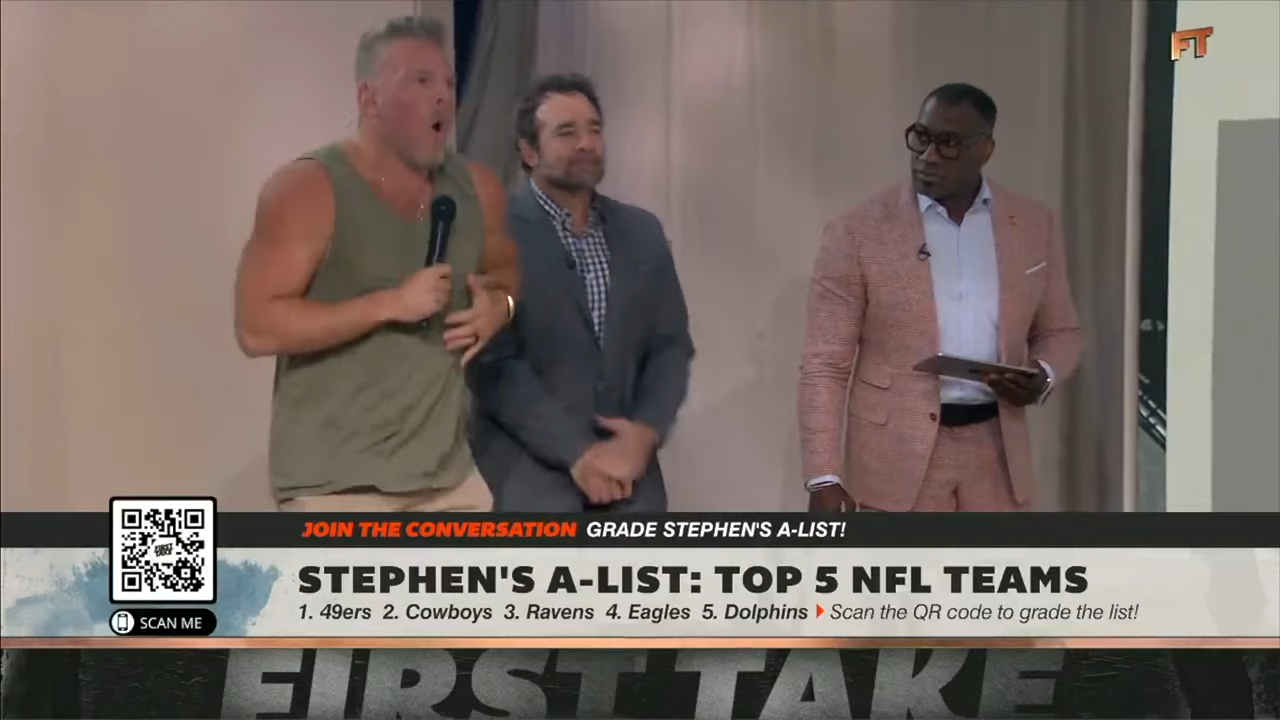 FT
JOIN THE CONVERSATION GRADE STEPHEN'S A-LIST!
STEPHEN'S A-LIST: TOP 5 NFL TEAMS
1. 49ers 2. Cowboys 3. Ravens 4. Eagles 5. Dolphins Scan the QR code to grade the list!
SCAN ME
FIRST TAKE